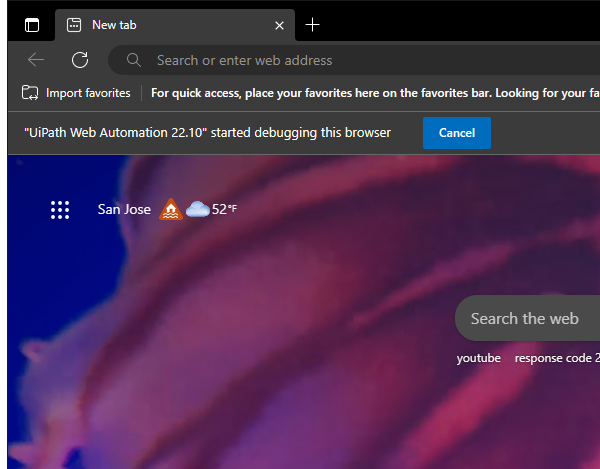 New tab
Search or enter web address
Import favorites
For quick access, place your favorites here on the favorites bar. Looking for your
"UiPath Web Automation 22.10" started debugging this browser
Cancel
San Jose
52°F
Search the web
youtube
response code